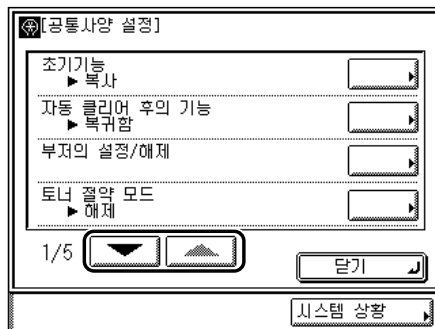 [공통사양 설정]
초기기능
▶ 복사
자동 클리어 후의 기능
▶ 복귀함
부저의 설정/해제
토너 절약 모드
▶ 해제
1/5
닫기
시스템 상황